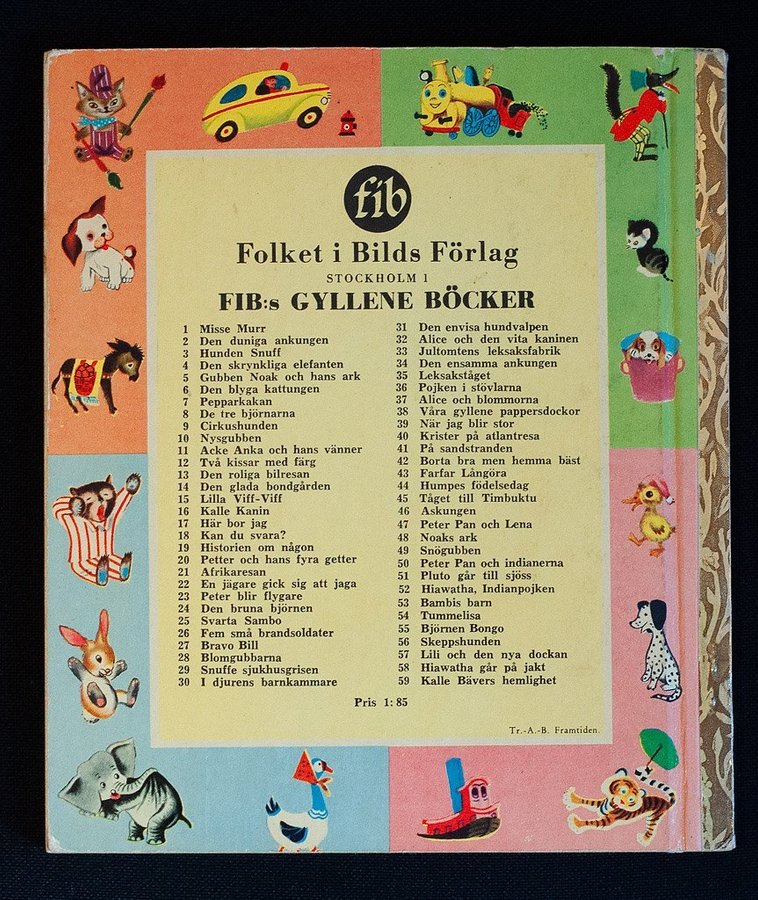 fib
Folket i Bilds Förlag
STOCKHOLM 1
FIB:s GYLLENE BÖCKER
1 Misse Murr
2 Den duniga ankungen
3 Hunden Snuff
4 Den skrynkliga elefanten
5 Gubben Noak och hans ark
6 Den blyga kattungen
7 Pepparkakan
8 De tre björnarna
9 Cirkushunden
10 Nysgubben
11 Acke Anka och hans vänner
12 Två kissar med färg
13 Den roliga bilresan
14 Den glada bondgården
15 Lilla Viff-Viff
16 Kalle Kanin
17 Här bor jag
18 Kan du svara?
19 Historien om någon
20 Petter och hans fyra getter
21 Afrikaresan
22 En jägare gick sig att jaga
23 Peter blir flygare
24 Den bruna björnen
25 Svarta Sambo
26 Fem små brandsoldater
27 Bravo Bill
28 Blomgubbarna
29 Snuffe sjukhusgrisen
30 I djurens barnkammare
31 Den envisa hundvalpen
32 Alice och den vita kaninen
33 Jultomtens leksaksfabrik
34 Den ensamma ankungen
35 Leksakståget
36 Pojken i stövlarna
37 Alice och blommorna
38 Våra gyllene pappersdockor
39 När jag blir stor
40 Krister på atlantresa
41 På sandstranden
42 Borta bra men hemma bäst
43 Farfar Långöra
44 Humpes födelsedag
45 Tåget till Timbuktu
46 Askungen
47 Peter Pan och Lena
48 Noaks ark
49 Snögubben
50 Peter Pan och indianerna
51 Pluto går till sjöss
52 Hiawatha, Indianpojken
53 Bambis barn
54 Tummelisa
55 Björnen Bongo
56 Skeppshunden
57 Lili och den nya dockan
58 Hiawatha går på jakt
59 Kalle Bävers hemlighet
Pris 1:85
Tr.-A.-B. Framtiden.